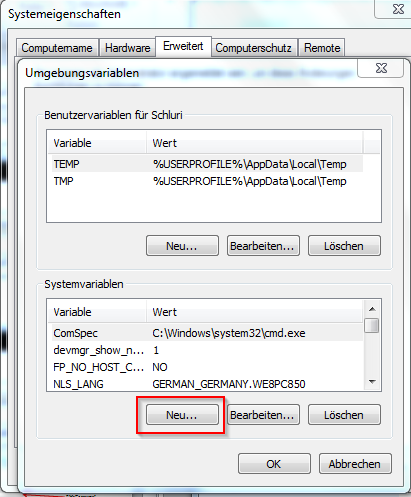 Systemeigenschaften
Computername Hardware Erweitert Computerschutz Remote
Umgebungsvariablen
Benutzervariablen für Schluri
Variable Wert
TEMP %USERPROFILE%\AppData\Local\Temp
TMP %USERPROFILE%\AppData\Local\Temp
Neu... Bearbeiten... Löschen
Systemvariablen
Variable Wert
ComSpec C:\Windows\system32\cmd.exe
devmgr_show_n... 1
FP_NO_HOST_C... NO
NLS_LANG GERMAN_GERMANY.WE8PC850
Neu... Bearbeiten... Löschen
OK Abbrechen